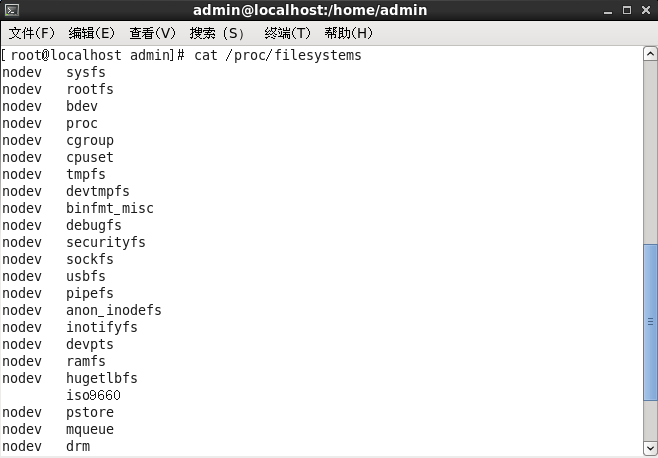 admin@localhost:/home/admin
文件(F) 编辑(E) 查看(V) 搜索 (S) 终端(T) 帮助(H)
[root@localhost admin]# cat /proc/filesystems
nodev sysfs
nodev rootfs
nodev bdev
nodev proc
nodev cgroup
nodev cpuset
nodev tmpfs
nodev devtmpfs
nodev binfmt_misc
nodev debugfs
nodev securityfs
nodev sockfs
nodev usbfs
nodev pipefs
nodev anon_inodefs
nodev inotifyfs
nodev devpts
nodev ramfs
nodev hugetlbfs
iso9660
nodev pstore
nodev mqueue
nodev drm